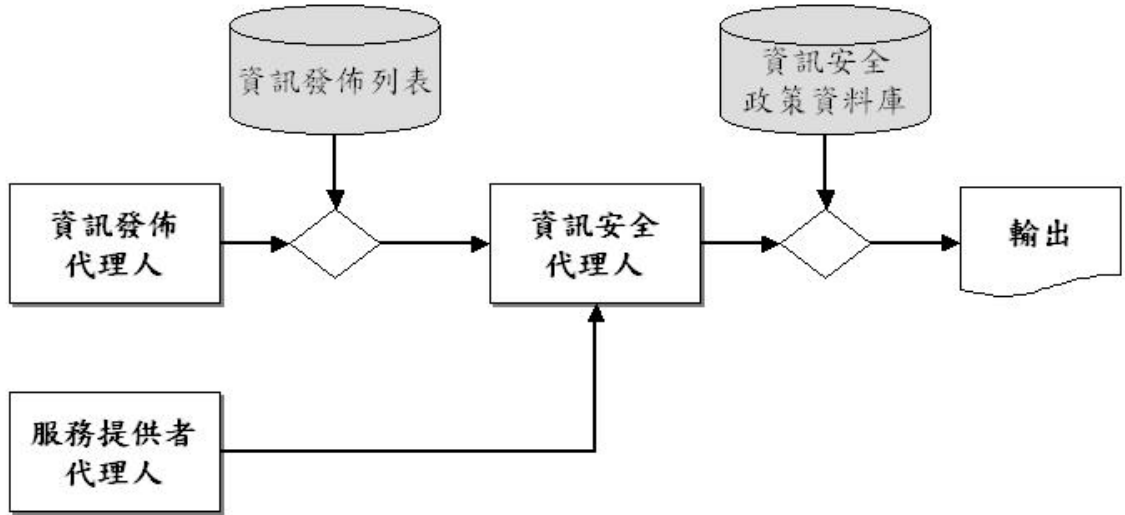 資訊發佈列表
資訊安全
政策資料庫
資訊發佈
代理人
資訊安全
代理人
輸出
服務提供者
代理人